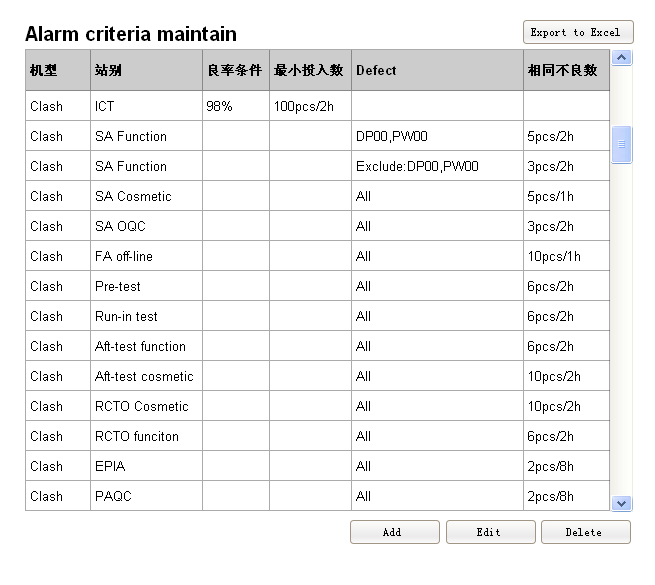 Alarm criteria maintain
Export to Excel
机型 站别 良率条件 最小投入数 Defect 相同不良数
Clash ICT 98% 100pcs/2h
Clash SA Function DP00,PW00 5pcs/2h
Clash SA Function Exclude:DP00,PW00 3pcs/2h
Clash SA Cosmetic All 5pcs/1h
Clash SA OQC All 3pcs/2h
Clash FA off-line All 10pcs/1h
Clash Pre-test All 6pcs/2h
Clash Run-in test All 6pcs/2h
Clash Aft-test function All 6pcs/2h
Clash Aft-test cosmetic All 10pcs/2h
Clash RCTO Cosmetic All 10pcs/2h
Clash RCTO funciton All 6pcs/2h
Clash EPIA All 2pcs/8h
Clash PAQC All 2pcs/8h
Add Edit Delete